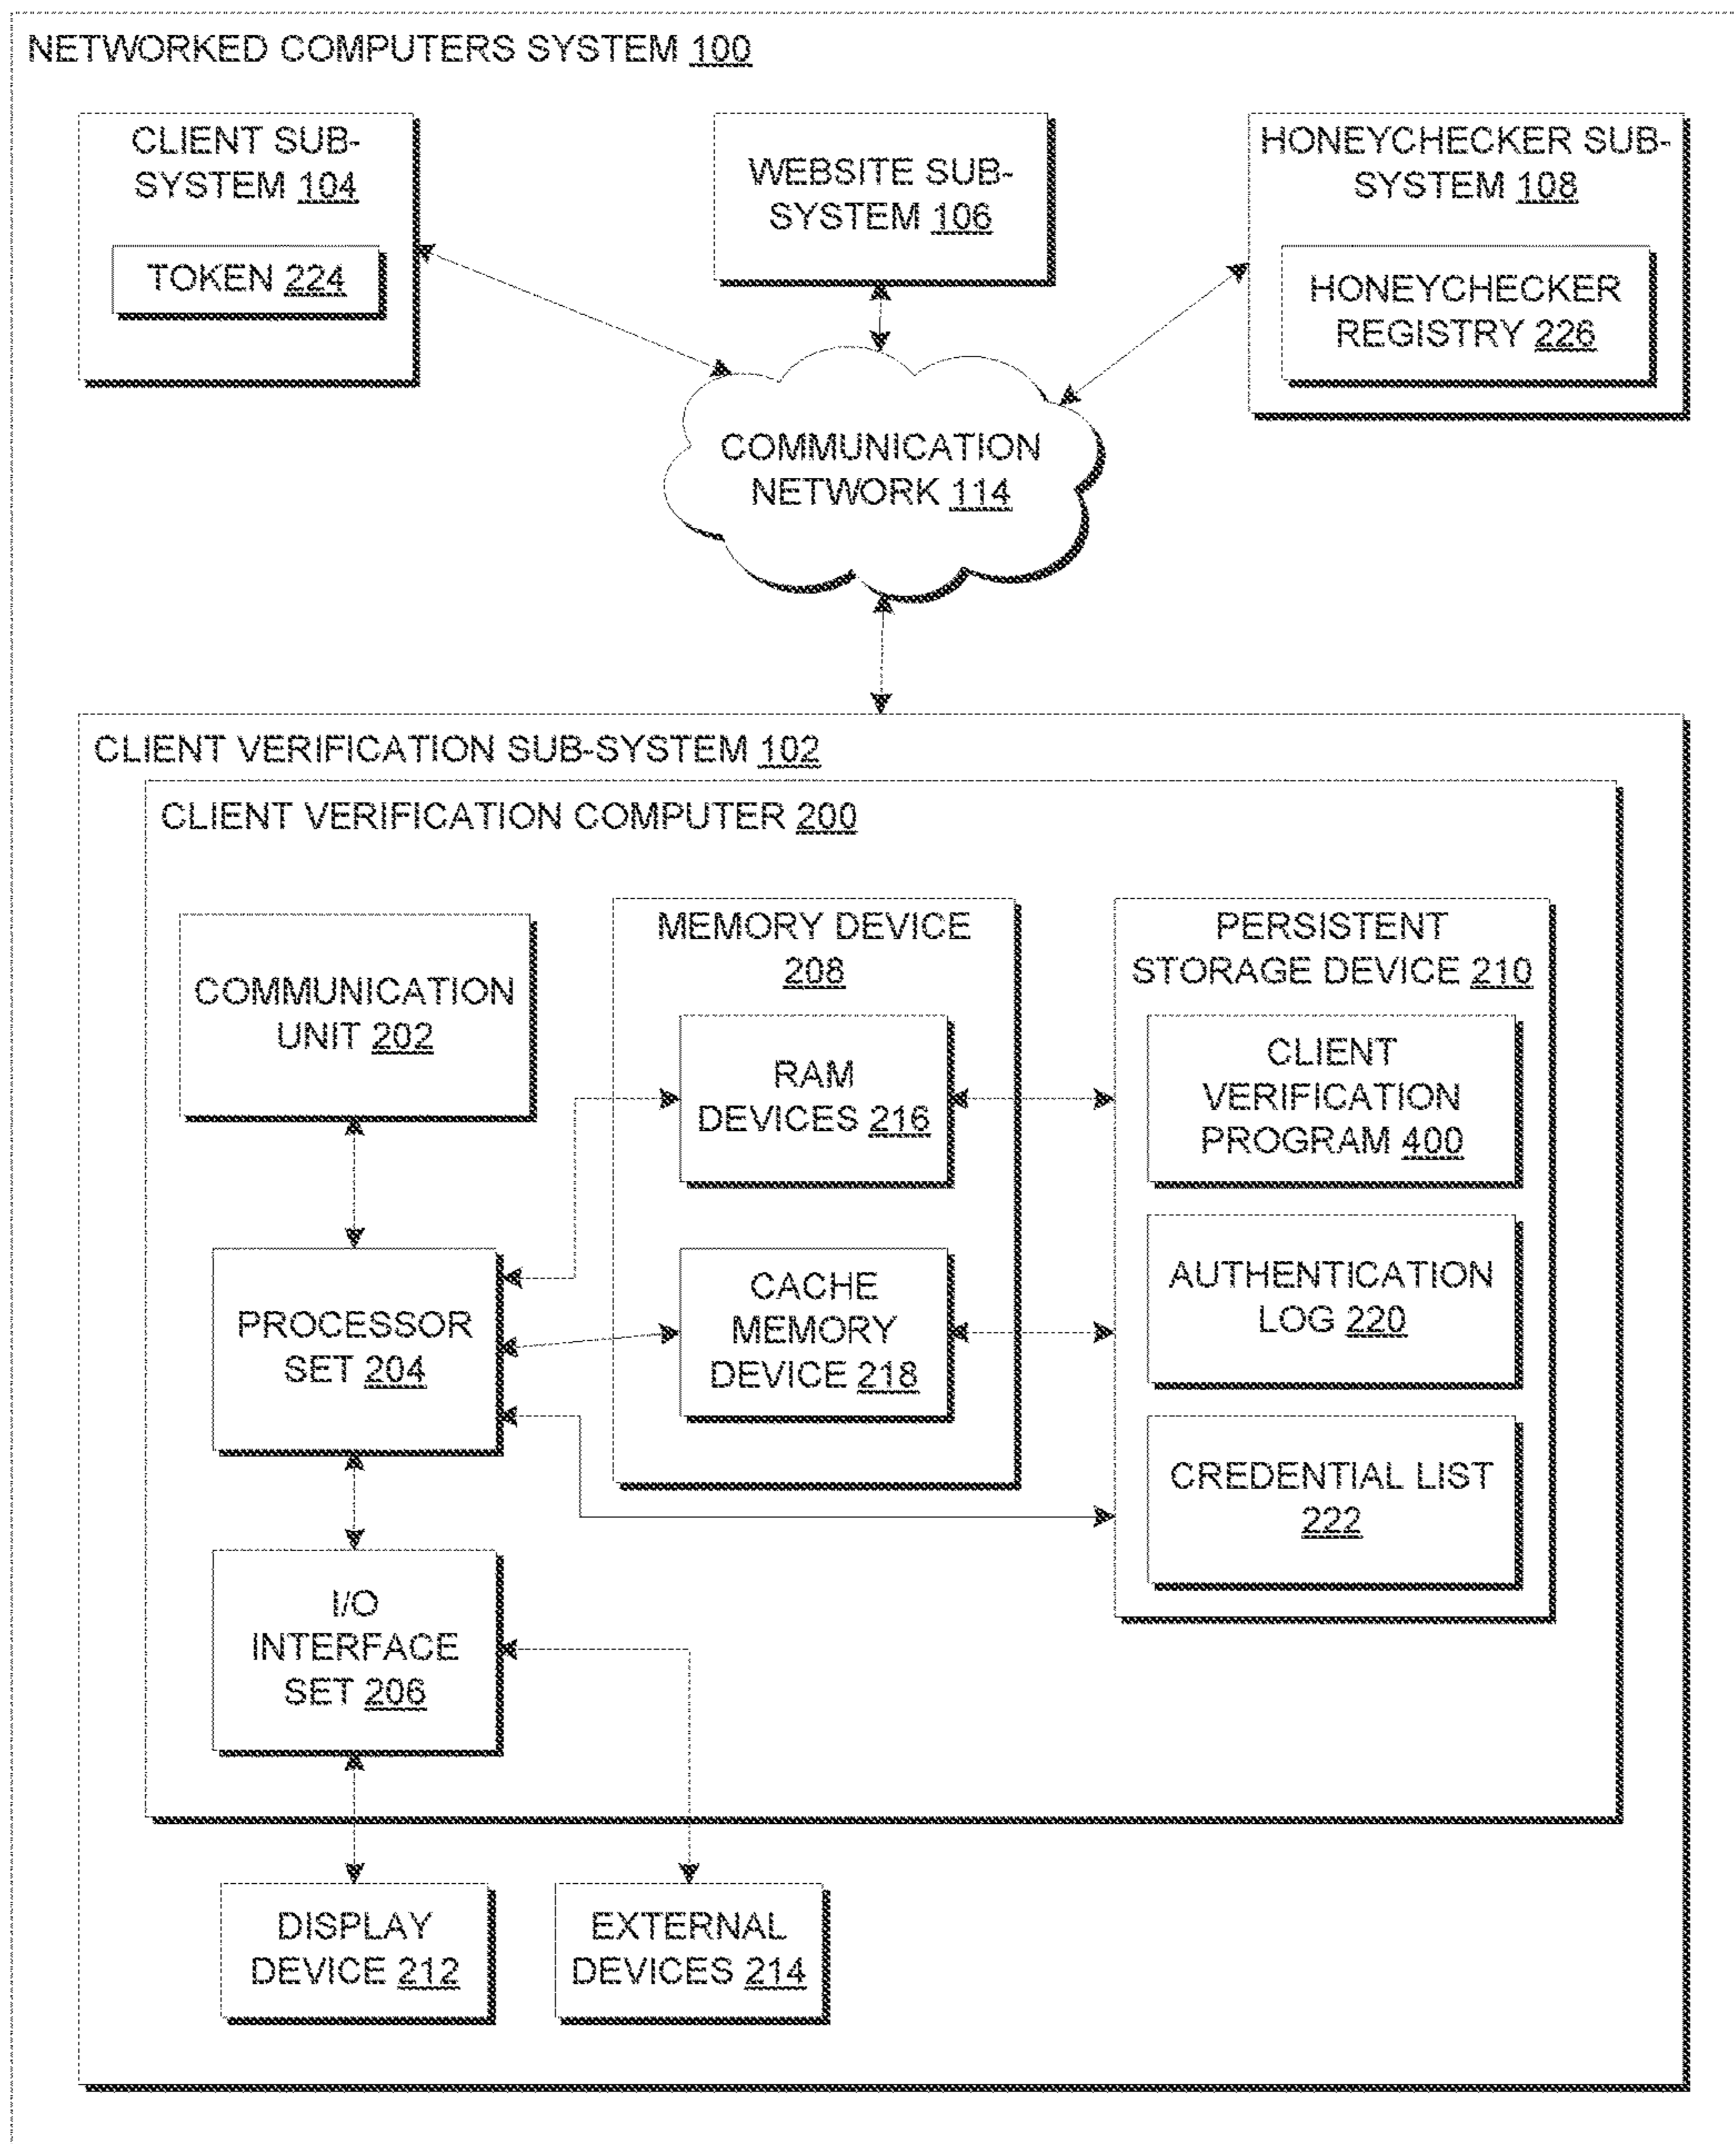 NETWORKED COMPUTERS SYSTEM 100
CLIENT SUB-
SYSTEM 104
TOKEN 224
WEBSITE SUB-
SYSTEM 106
HONEYCHECKER SUB-
SYSTEM 108
HONEYCHECKER
REGISTRY 226
COMMUNICATION
NETWORK 114
CLIENT VERIFICATION SUB-SYSTEM 102
CLIENT VERIFICATION COMPUTER 200
COMMUNICATION
UNIT 202
PROCESSOR
SET 204
I/O
INTERFACE
SET 206
MEMORY DEVICE
208
RAM
DEVICES 216
CACHE
MEMORY
DEVICE 218
PERSISTENT
STORAGE DEVICE 210
CLIENT
VERIFICATION
PROGRAM 400
AUTHENTICATION
LOG 220
CREDENTIAL LIST
222
DISPLAY
DEVICE 212
EXTERNAL
DEVICES 214